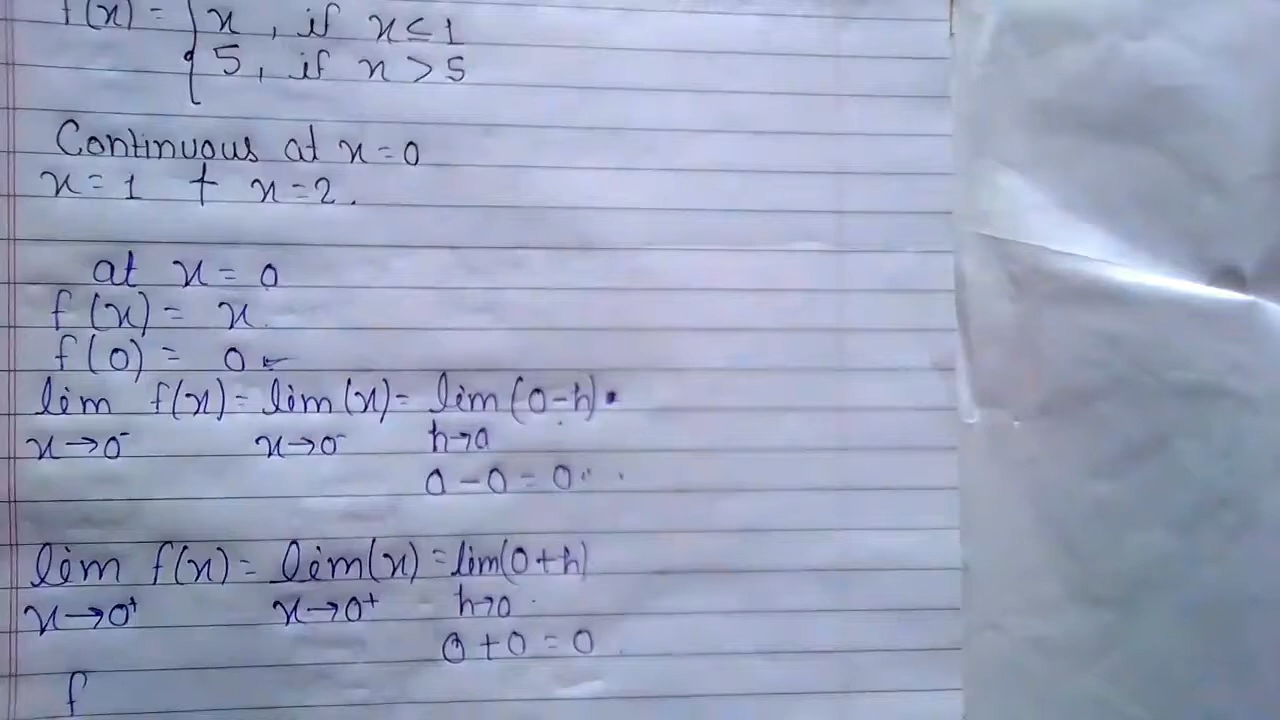 f(x) = { x, if x ≤ 1
5, if x > 5
Continuous at x = 0
x = 1 + x = 2.
at x = 0
f(x) = x.
f(0) = 0
lim f(x) = lim (x) = lim (0-h)
x→0⁻ x→0⁻ h→0
0 - 0 = 0
lim f(x) = lim (x) = lim (0+h)
x→0⁺ x→0⁺ h→0
0 + 0 = 0
f